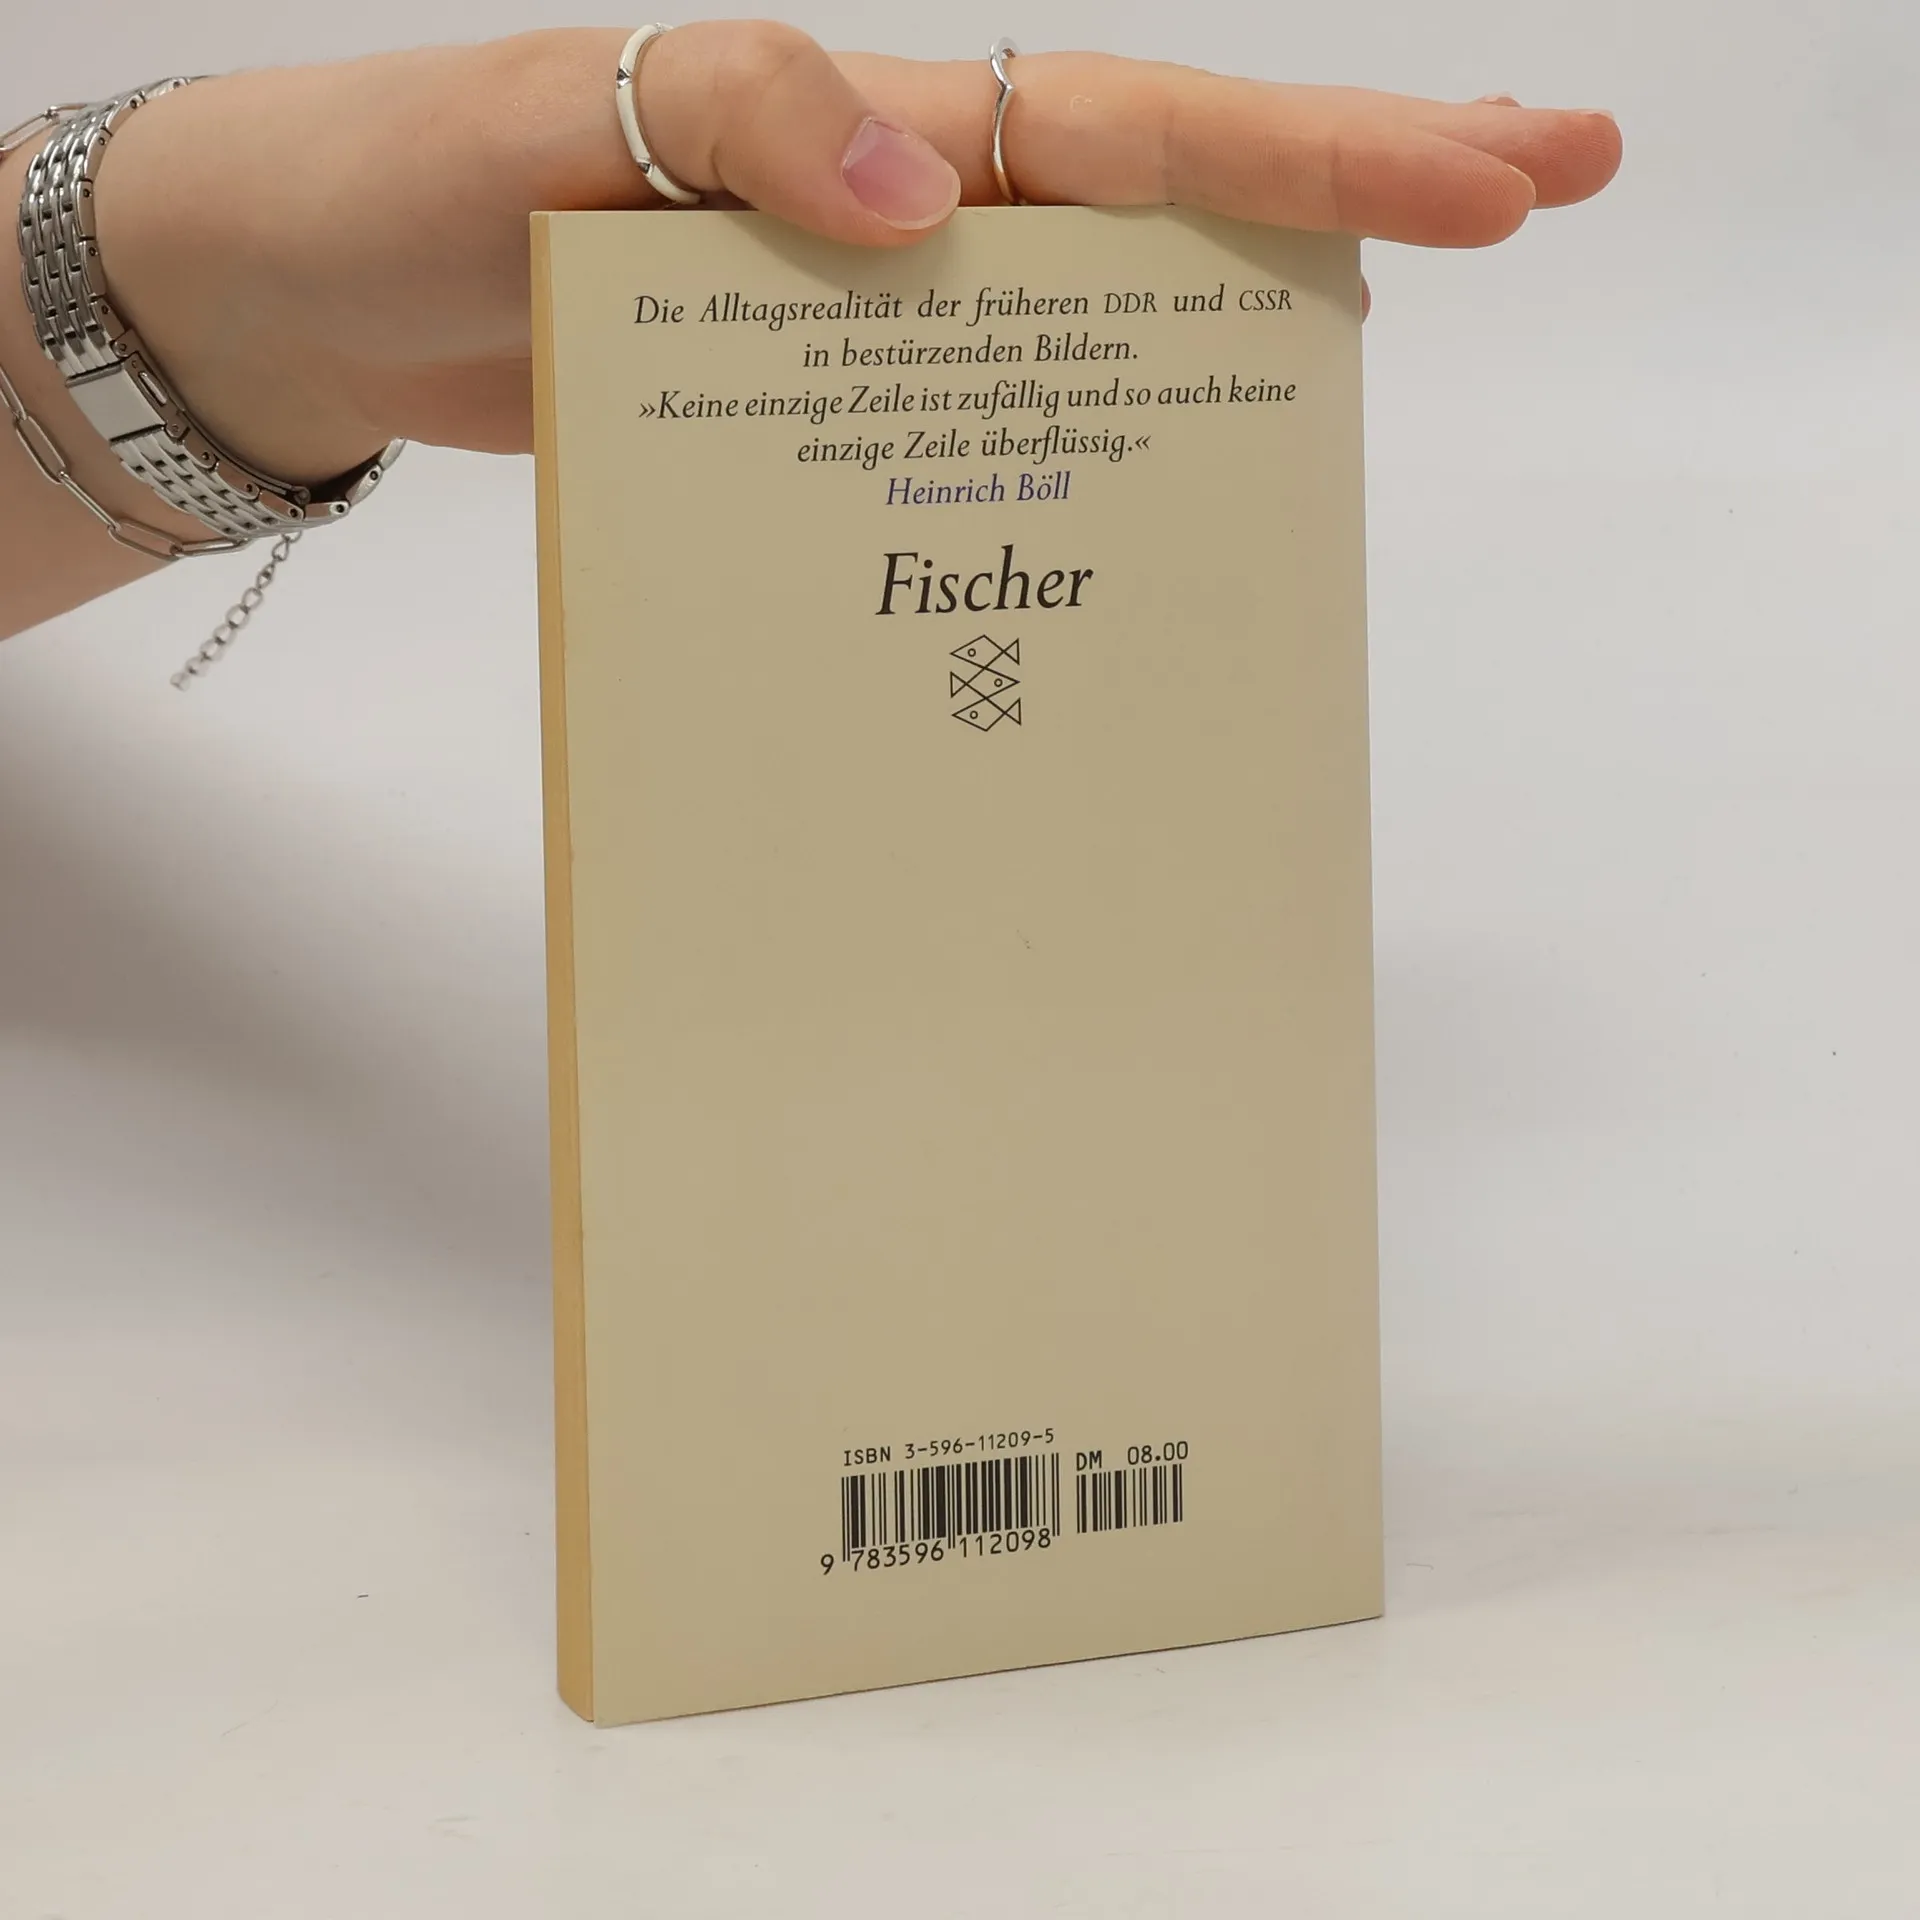 Die Alltagsrealität der früheren DDR und CSSR
in bestürzenden Bildern.
»Keine einzige Zeile ist zufällig und so auch keine
einzige Zeile überflüssig.«
Heinrich Böll
Fischer
ISBN 3-596-11209-5
DM 08.00
9 783596 112098